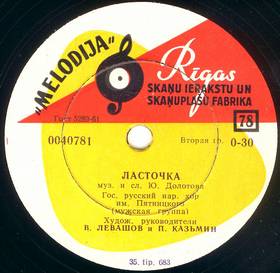 "MELODIJA"
Rīgas
SKAŅU IERAKSTU UN
SKAŅUPLAŠU FABRIKA
Гост 5289-61
78
0040781
Вторая гр. 0-30
ЛАСТОЧКА
муз. и сл. Ю. Долотова
Гос. русский нар. хор
им. Пятницкого
(мужская группа)
Худож. руководители
В. ЛЕВАШОВ и П. КАЗЬМИН
35. tip. 683